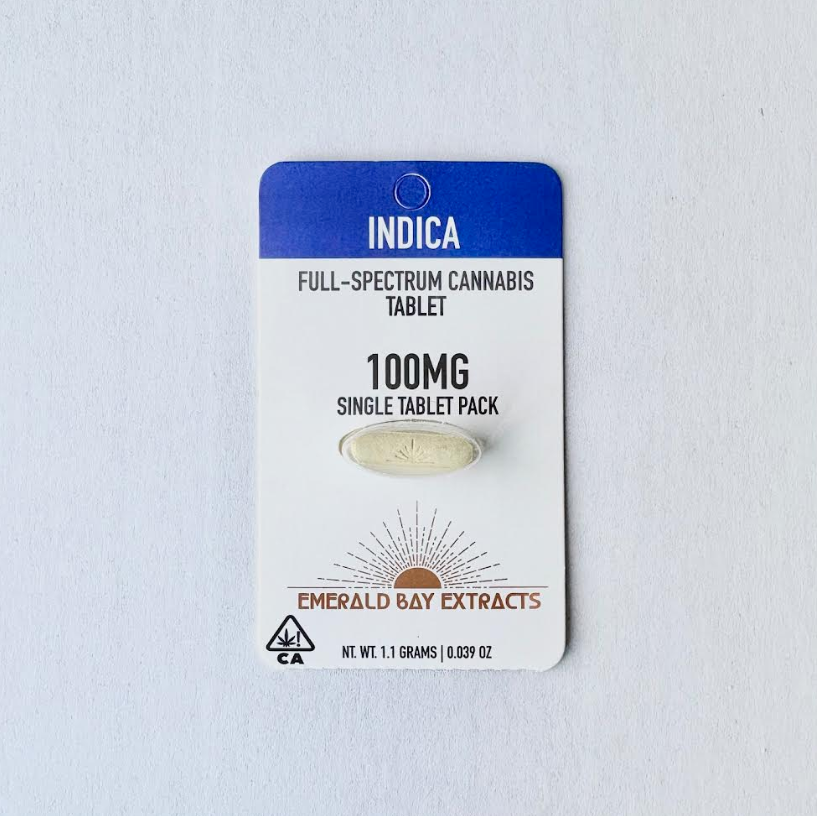 INDICA
FULL-SPECTRUM CANNABIS
TABLET
100MG
SINGLE TABLET PACK
EMERALD BAY EXTRACTS
!
CA
NT. WT. 1.1 GRAMS | 0.039 OZ